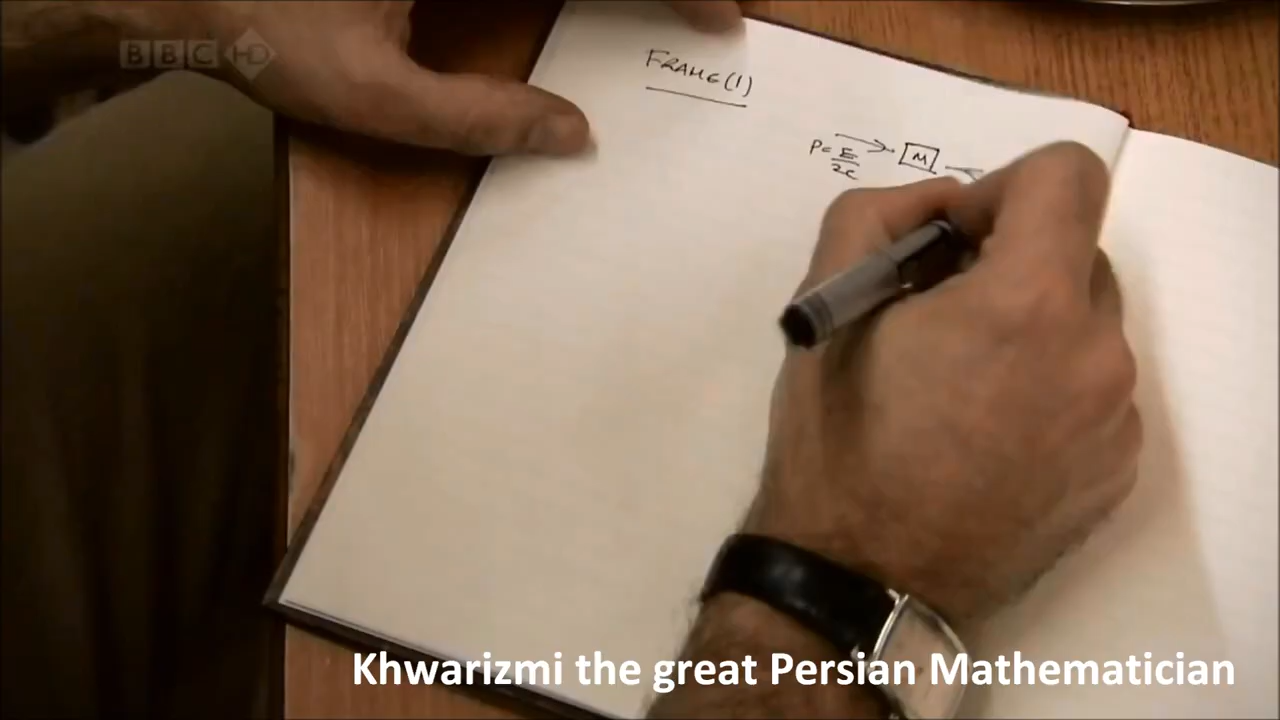 BBC HD
FRAME(1)
P= E/2C
M
Khwarizmi the great Persian Mathematician